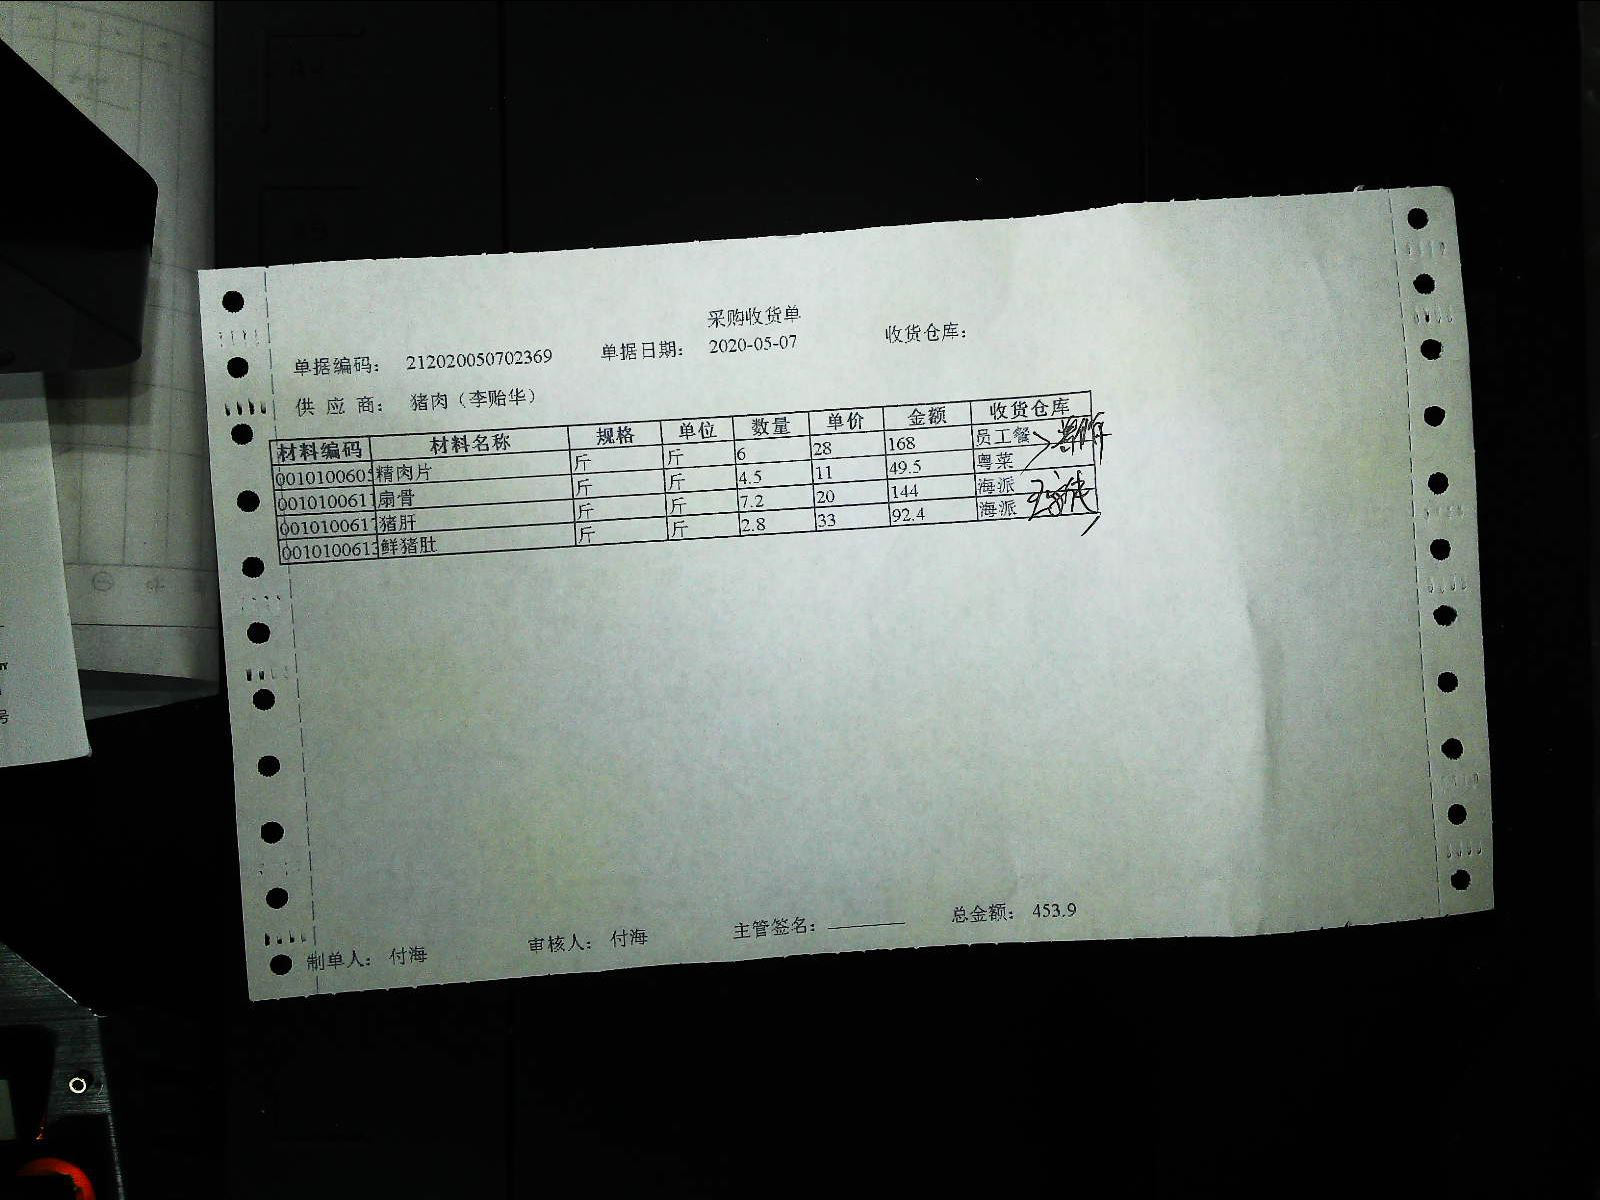 采购收货单
单据编码： 212020050702369 单据日期： 2020-05-07 收货仓库：
供 应 商： 猪肉（李贻华）
材料编码 材料名称 规格 单位 数量 单价 金额 收货仓库
0010100605 精肉片 斤 斤 6 28 168 员工餐
0010100611 扇骨 斤 斤 4.5 11 49.5 粤菜
0010100617 猪肝 斤 斤 7.2 20 144 海派
0010100613 鲜猪肚 斤 斤 2.8 33 92.4 海派
制单人： 付海 审核人： 付海 主管签名： 总金额： 453.9